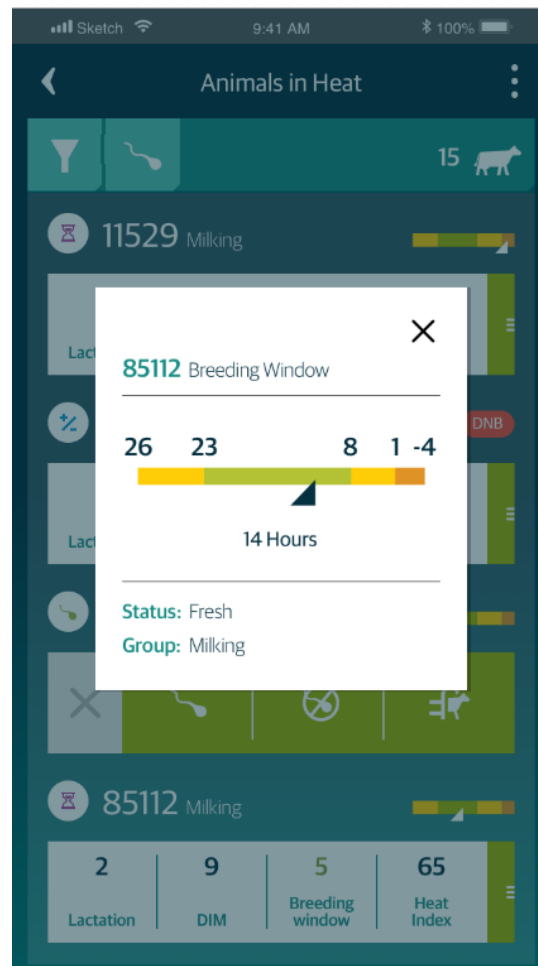 Sketch 9:41 AM 100%
Animals in Heat
15
11529 Milking
85112 Breeding Window
26 23 8 1 -4
14 Hours
Status: Fresh
Group: Milking
DNB
85112 Milking
2 9 5 65
Lactation DIM Breeding window Heat Index